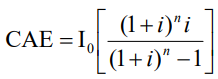 CAE = I₀ [ (1+i)ⁿ i / (1+i)ⁿ − 1 ]